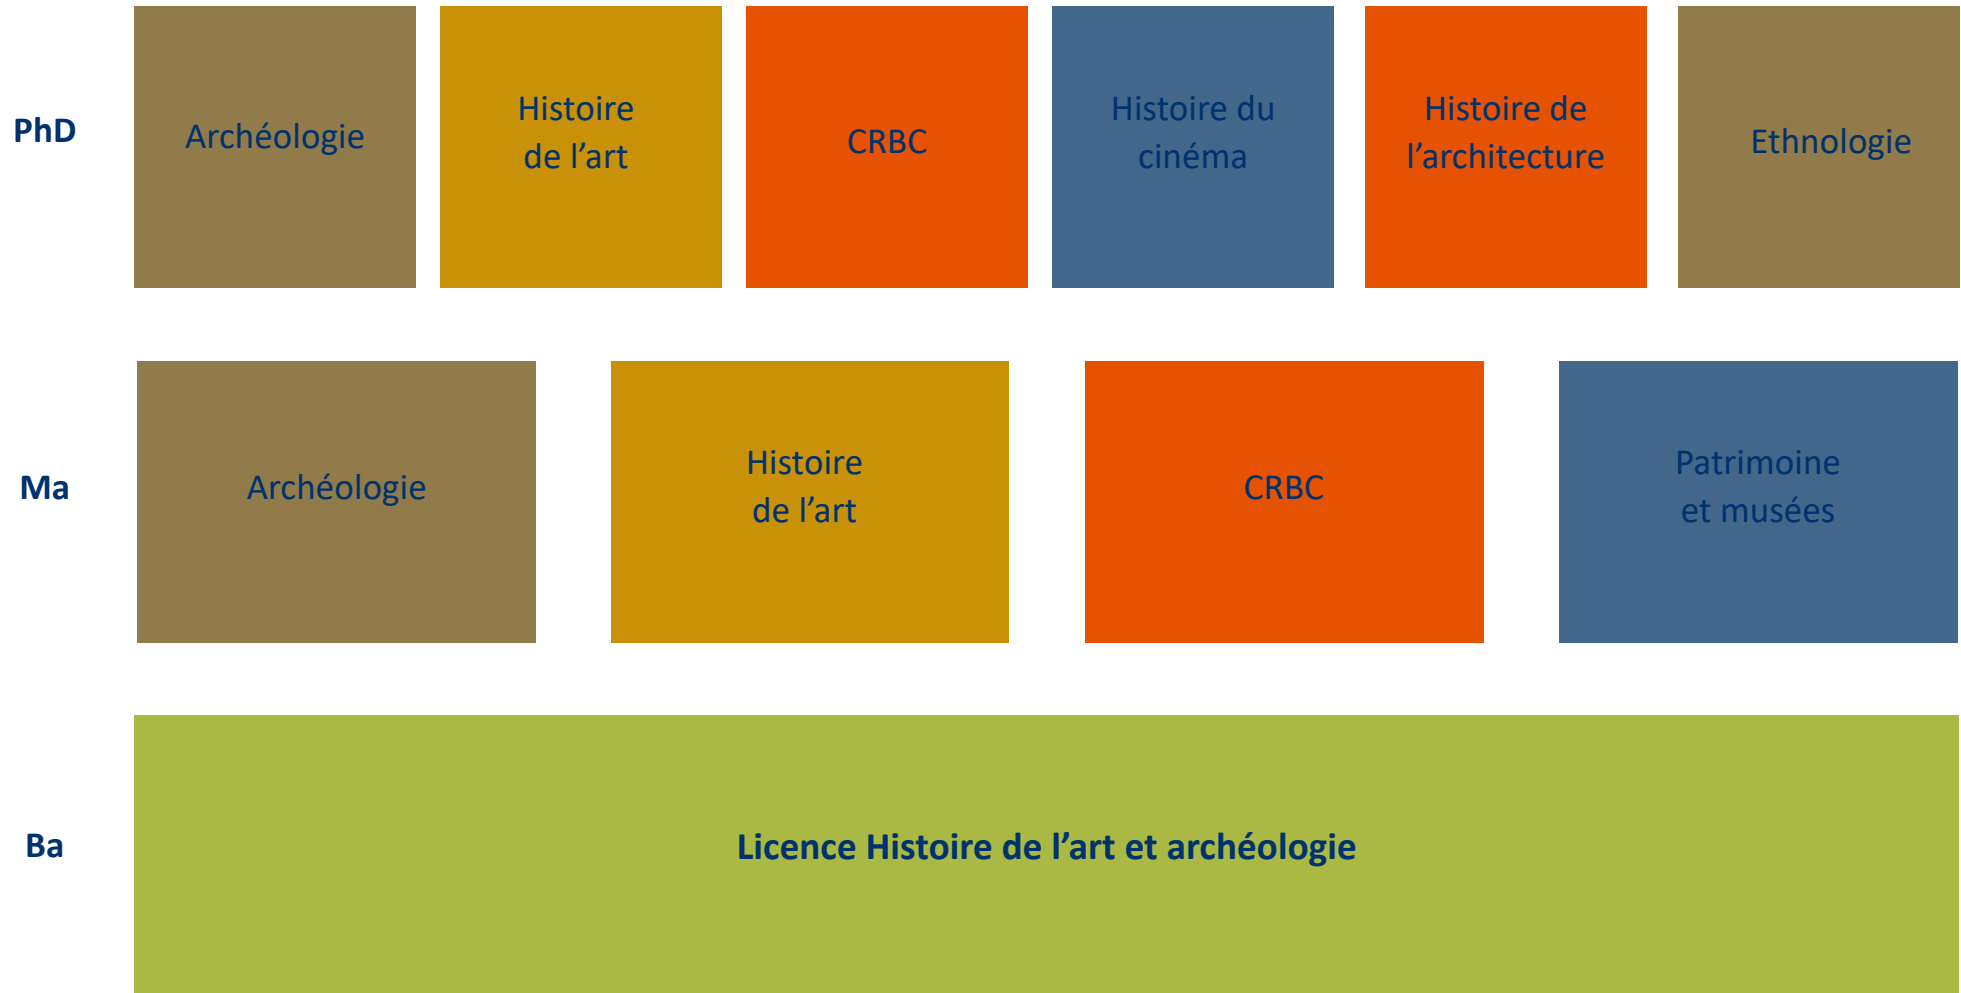 PhD
Archéologie
Histoire
de l’art
CRBC
Histoire du
cinéma
Histoire de
l’architecture
Ethnologie
Ma
Archéologie
Histoire
de l’art
CRBC
Patrimoine
et musées
Ba
Licence Histoire de l’art et archéologie